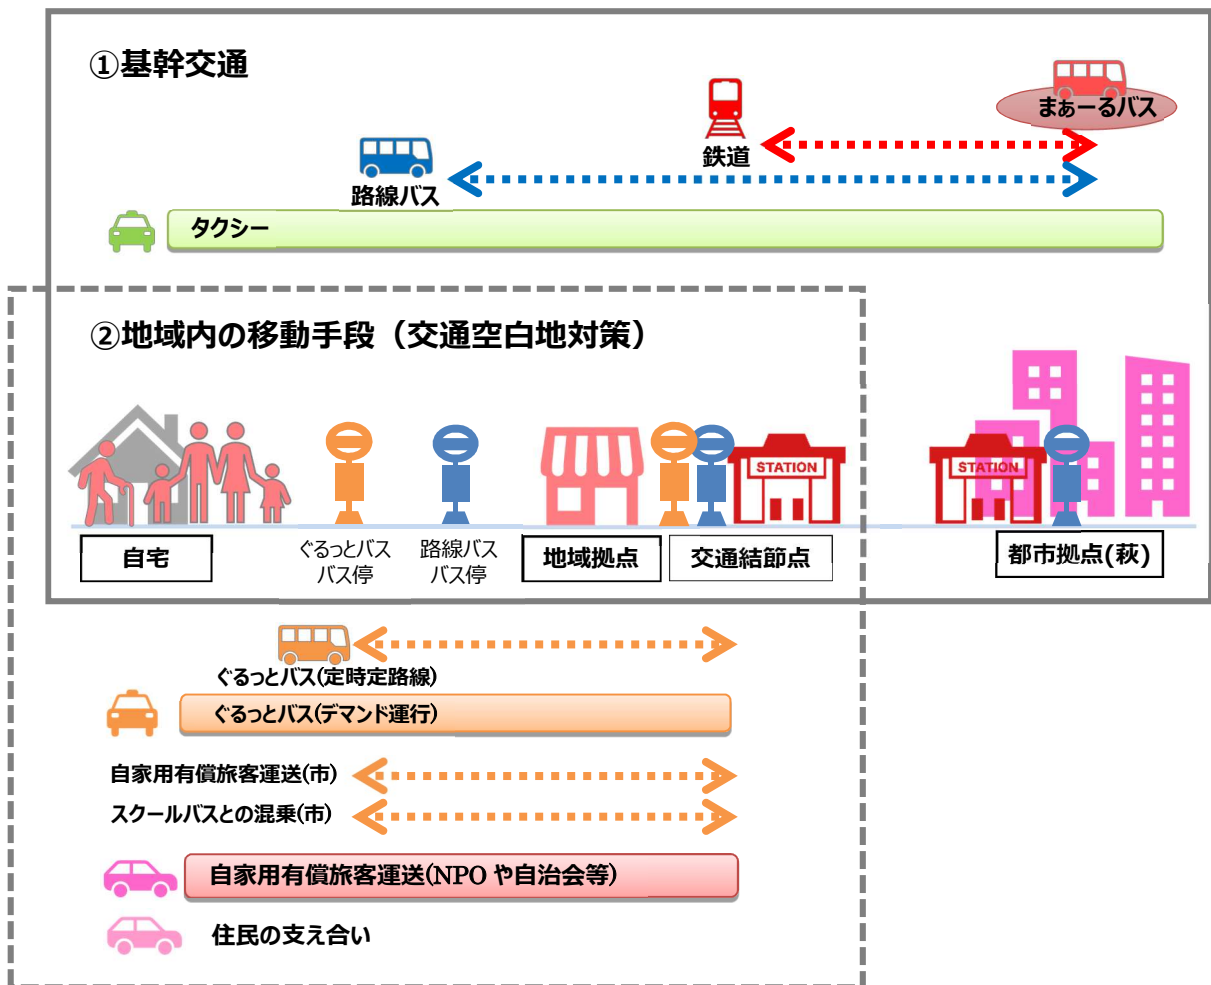 ①基幹交通
まぁーるバス
鉄道
路線バス
タクシー
②地域内の移動手段（交通空白地対策）
STATION
STATION
自宅
ぐるっとバス
バス停
路線バス
バス停
地域拠点
交通結節点
都市拠点(萩)
ぐるっとバス(定時定路線)
ぐるっとバス(デマンド運行)
自家用有償旅客運送(市)
スクールバスとの混乗(市)
自家用有償旅客運送(NPO や自治会等)
住民の支え合い